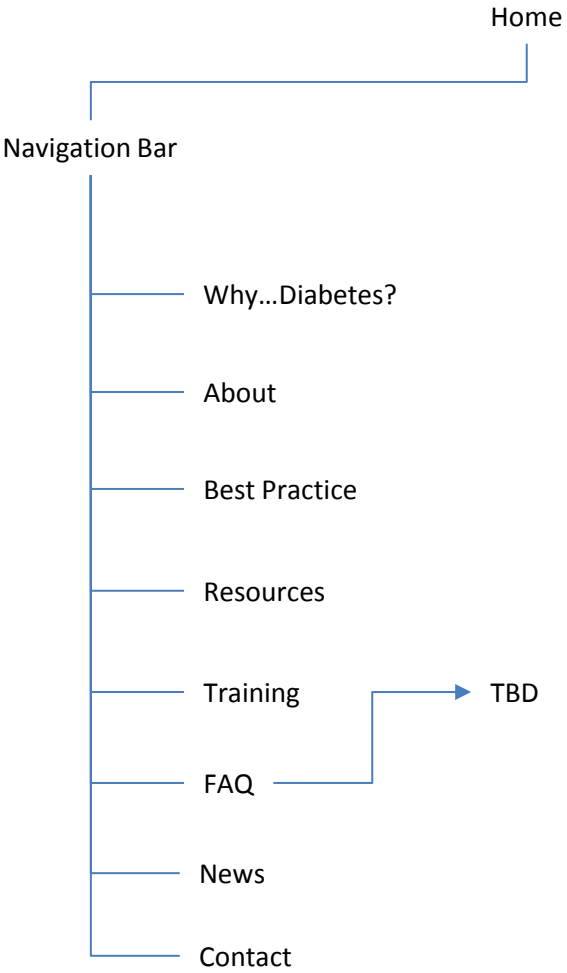 Home
Navigation Bar
Why...Diabetes?
About
Best Practice
Resources
Training
TBD
FAQ
News
Contact